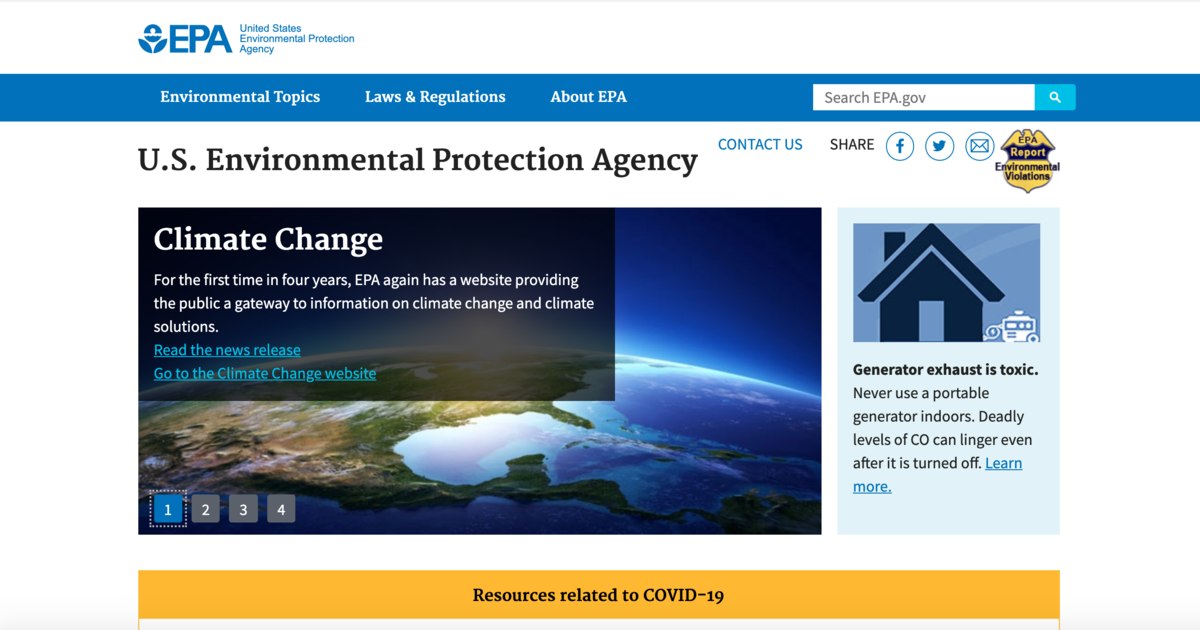 EPA
United States
Environmental Protection
Agency
Environmental Topics
Laws & Regulations
About EPA
Search EPA.gov
U.S. Environmental Protection Agency
CONTACT US
SHARE
EPA
Report
Environmental
Violations
Climate Change
For the first time in four years, EPA again has a website providing
the public a gateway to information on climate change and climate
solutions.
Read the news release
Go to the Climate Change website
1
2
3
4
Generator exhaust is toxic.
Never use a portable
generator indoors. Deadly
levels of CO can linger even
after it is turned off. Learn
more.
Resources related to COVID-19